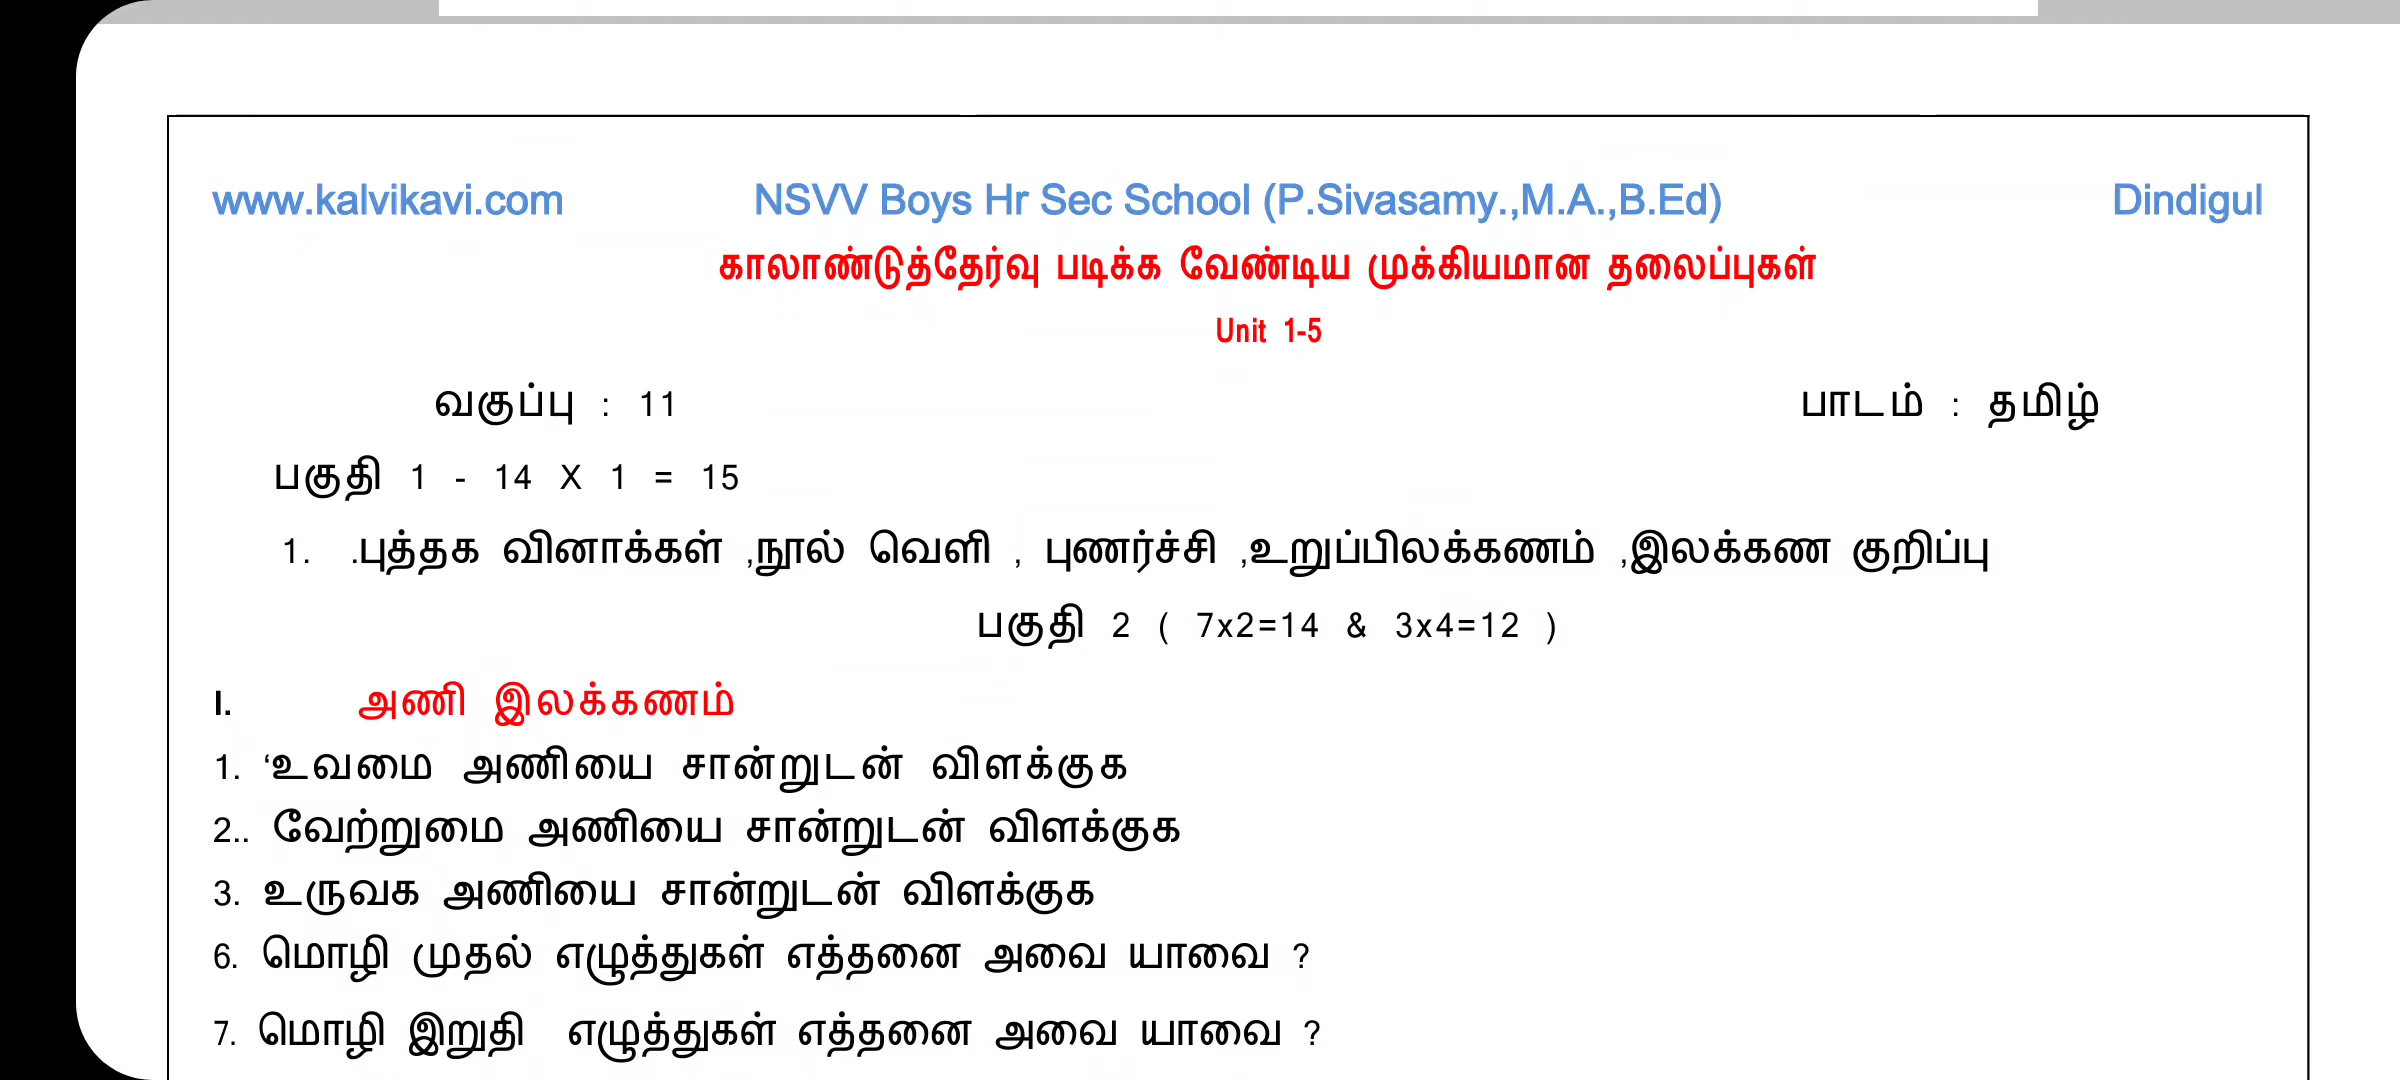 www.kalvikavi.com NSVV Boys Hr Sec School (P.Sivasamy.,M.A.,B.Ed) Dindigul
காலாண்டுத்தேர்வு படிக்க வேண்டிய முக்கியமான தலைப்புகள்
Unit 1-5
வகுப்பு : 11 பாடம் : தமிழ்
பகுதி 1 - 14 X 1 = 15
1. .புத்தக வினாக்கள் ,நூல் வெளி , புணர்ச்சி ,உறுப்பிலக்கணம் ,இலக்கண குறிப்பு
பகுதி 2 ( 7x2=14 & 3x4=12 )
I. அணி இலக்கணம்
1. ‘உவமை அணியை சான்றுடன் விளக்குக
2.. வேற்றுமை அணியை சான்றுடன் விளக்குக
3. உருவக அணியை சான்றுடன் விளக்குக
6. மொழி முதல் எழுத்துகள் எத்தனை அவை யாவை ?
7. மொழி இறுதி எழுத்துகள் எத்தனை அவை யாவை ?